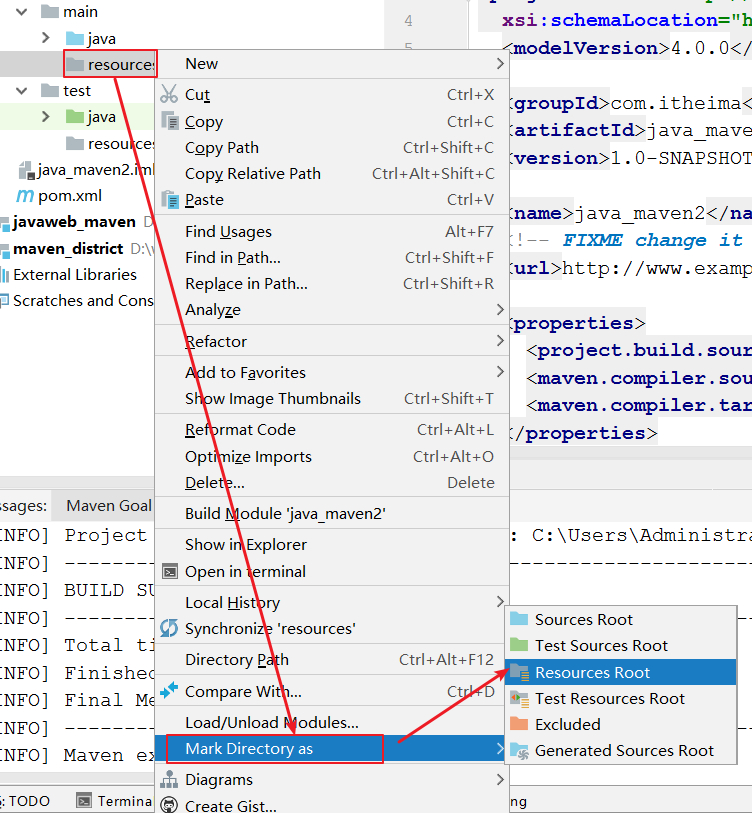 main
java
resources
test
java
resources
java_maven2.iml
pom.xml
javaweb_maven
maven_district D:\
External Libraries
Scratches and Cons
4
5
xsi:schemaLocation="h
<modelVersion>4.0.0</
<groupId>com.itheima<
<artifactId>java_mave
<version>1.0-SNAPSHOT
<name>java_maven2</na
<!-- FIXME change it
<url>http://www.examp
<properties>
<project.build.sour
<maven.compiler.sou
<maven.compiler.tar
</properties>
New
Cut Ctrl+X
Copy Ctrl+C
Copy Path Ctrl+Shift+C
Copy Relative Path Ctrl+Alt+Shift+C
Paste Ctrl+V
Find Usages Alt+F7
Find in Path... Ctrl+Shift+F
Replace in Path... Ctrl+Shift+R
Analyze
Refactor
Add to Favorites
Show Image Thumbnails Ctrl+Shift+T
Reformat Code Ctrl+Alt+L
Optimize Imports Ctrl+Alt+O
Delete... Delete
Build Module 'java_maven2'
Show in Explorer
Open in terminal
Local History
Synchronize 'resources'
Directory Path Ctrl+Alt+F12
Compare With... Ctrl+D
Load/Unload Modules...
Mark Directory as
Diagrams
Create Gist...
Sources Root
Test Sources Root
Resources Root
Test Resources Root
Excluded
Generated Sources Root
ssages: Maven Goal
INFO] Project : C:\Users\Administra
INFO] --------
INFO] BUILD SU
INFO] --------
INFO] Total ti
INFO] Finished
INFO] Final Me
INFO] --------
INFO] Maven ex
: TODO Termina ng